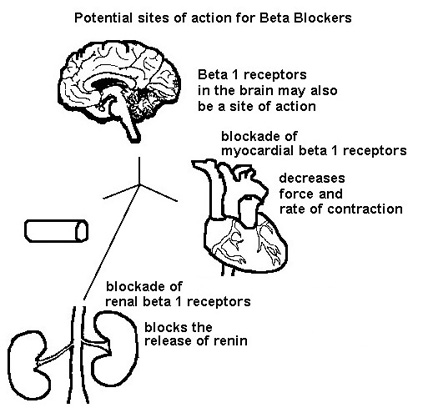 Potential sites of action for Beta Blockers
Beta 1 receptors
in the brain may also
be a site of action
blockade of
myocardial beta 1 receptors
decreases
force and
rate of contraction
blockade of
renal beta 1 receptors
blocks the
release of renin